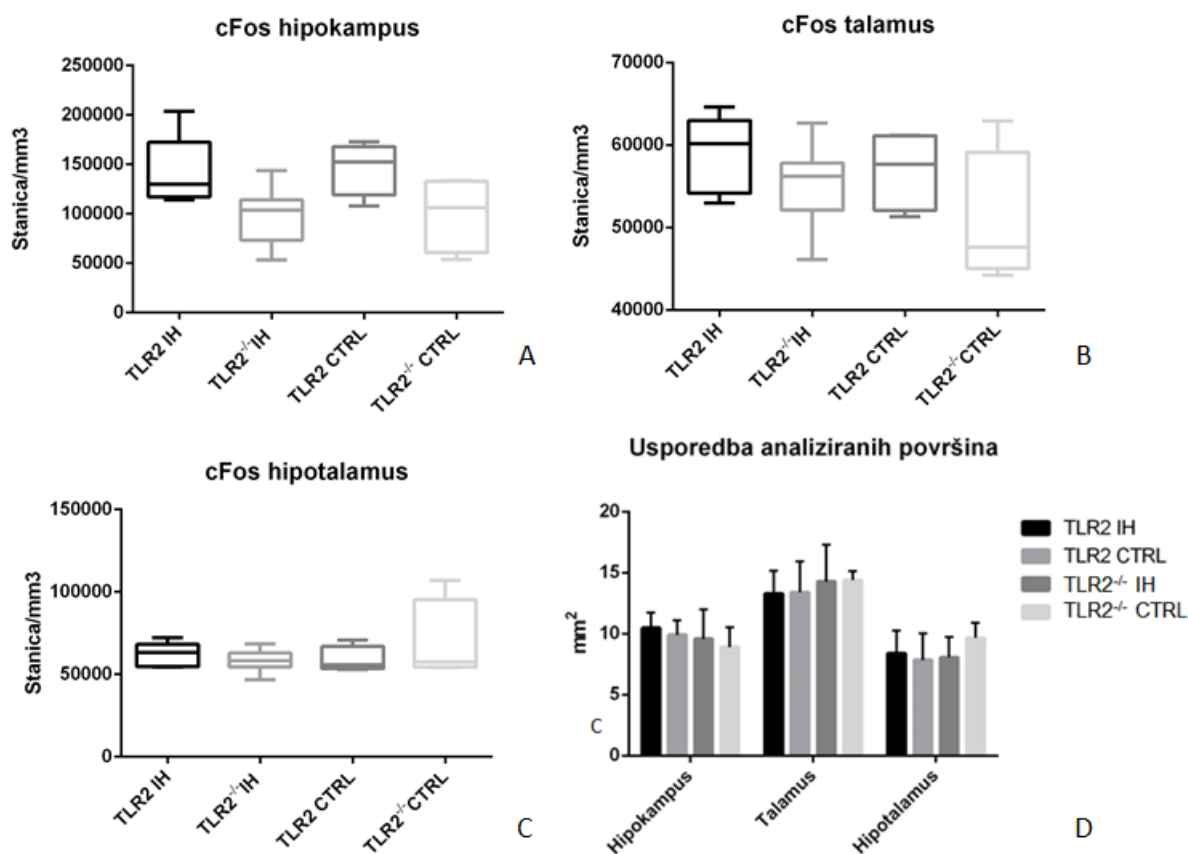 cFos hipokampus
250000
200000
150000
100000
50000
0
Stanica/mm3
TLR2 IH
TLR2-/-IH
TLR2 CTRL
TLR2-/- CTRL
A
cFos talamus
70000
60000
50000
40000
Stanica/mm3
TLR2 IH
TLR2-/-IH
TLR2 CTRL
TLR2-/- CTRL
B
cFos hipotalamus
150000
100000
50000
0
Stanica/mm3
TLR2 IH
TLR2-/-IH
TLR2 CTRL
TLR2-/- CTRL
C
Usporedba analiziranih površina
20
15
10
5
0
mm2
C
Hipokampus
Talamus
Hipotalamus
TLR2 IH
TLR2 CTRL
TLR2-/- IH
TLR2-/- CTRL
D